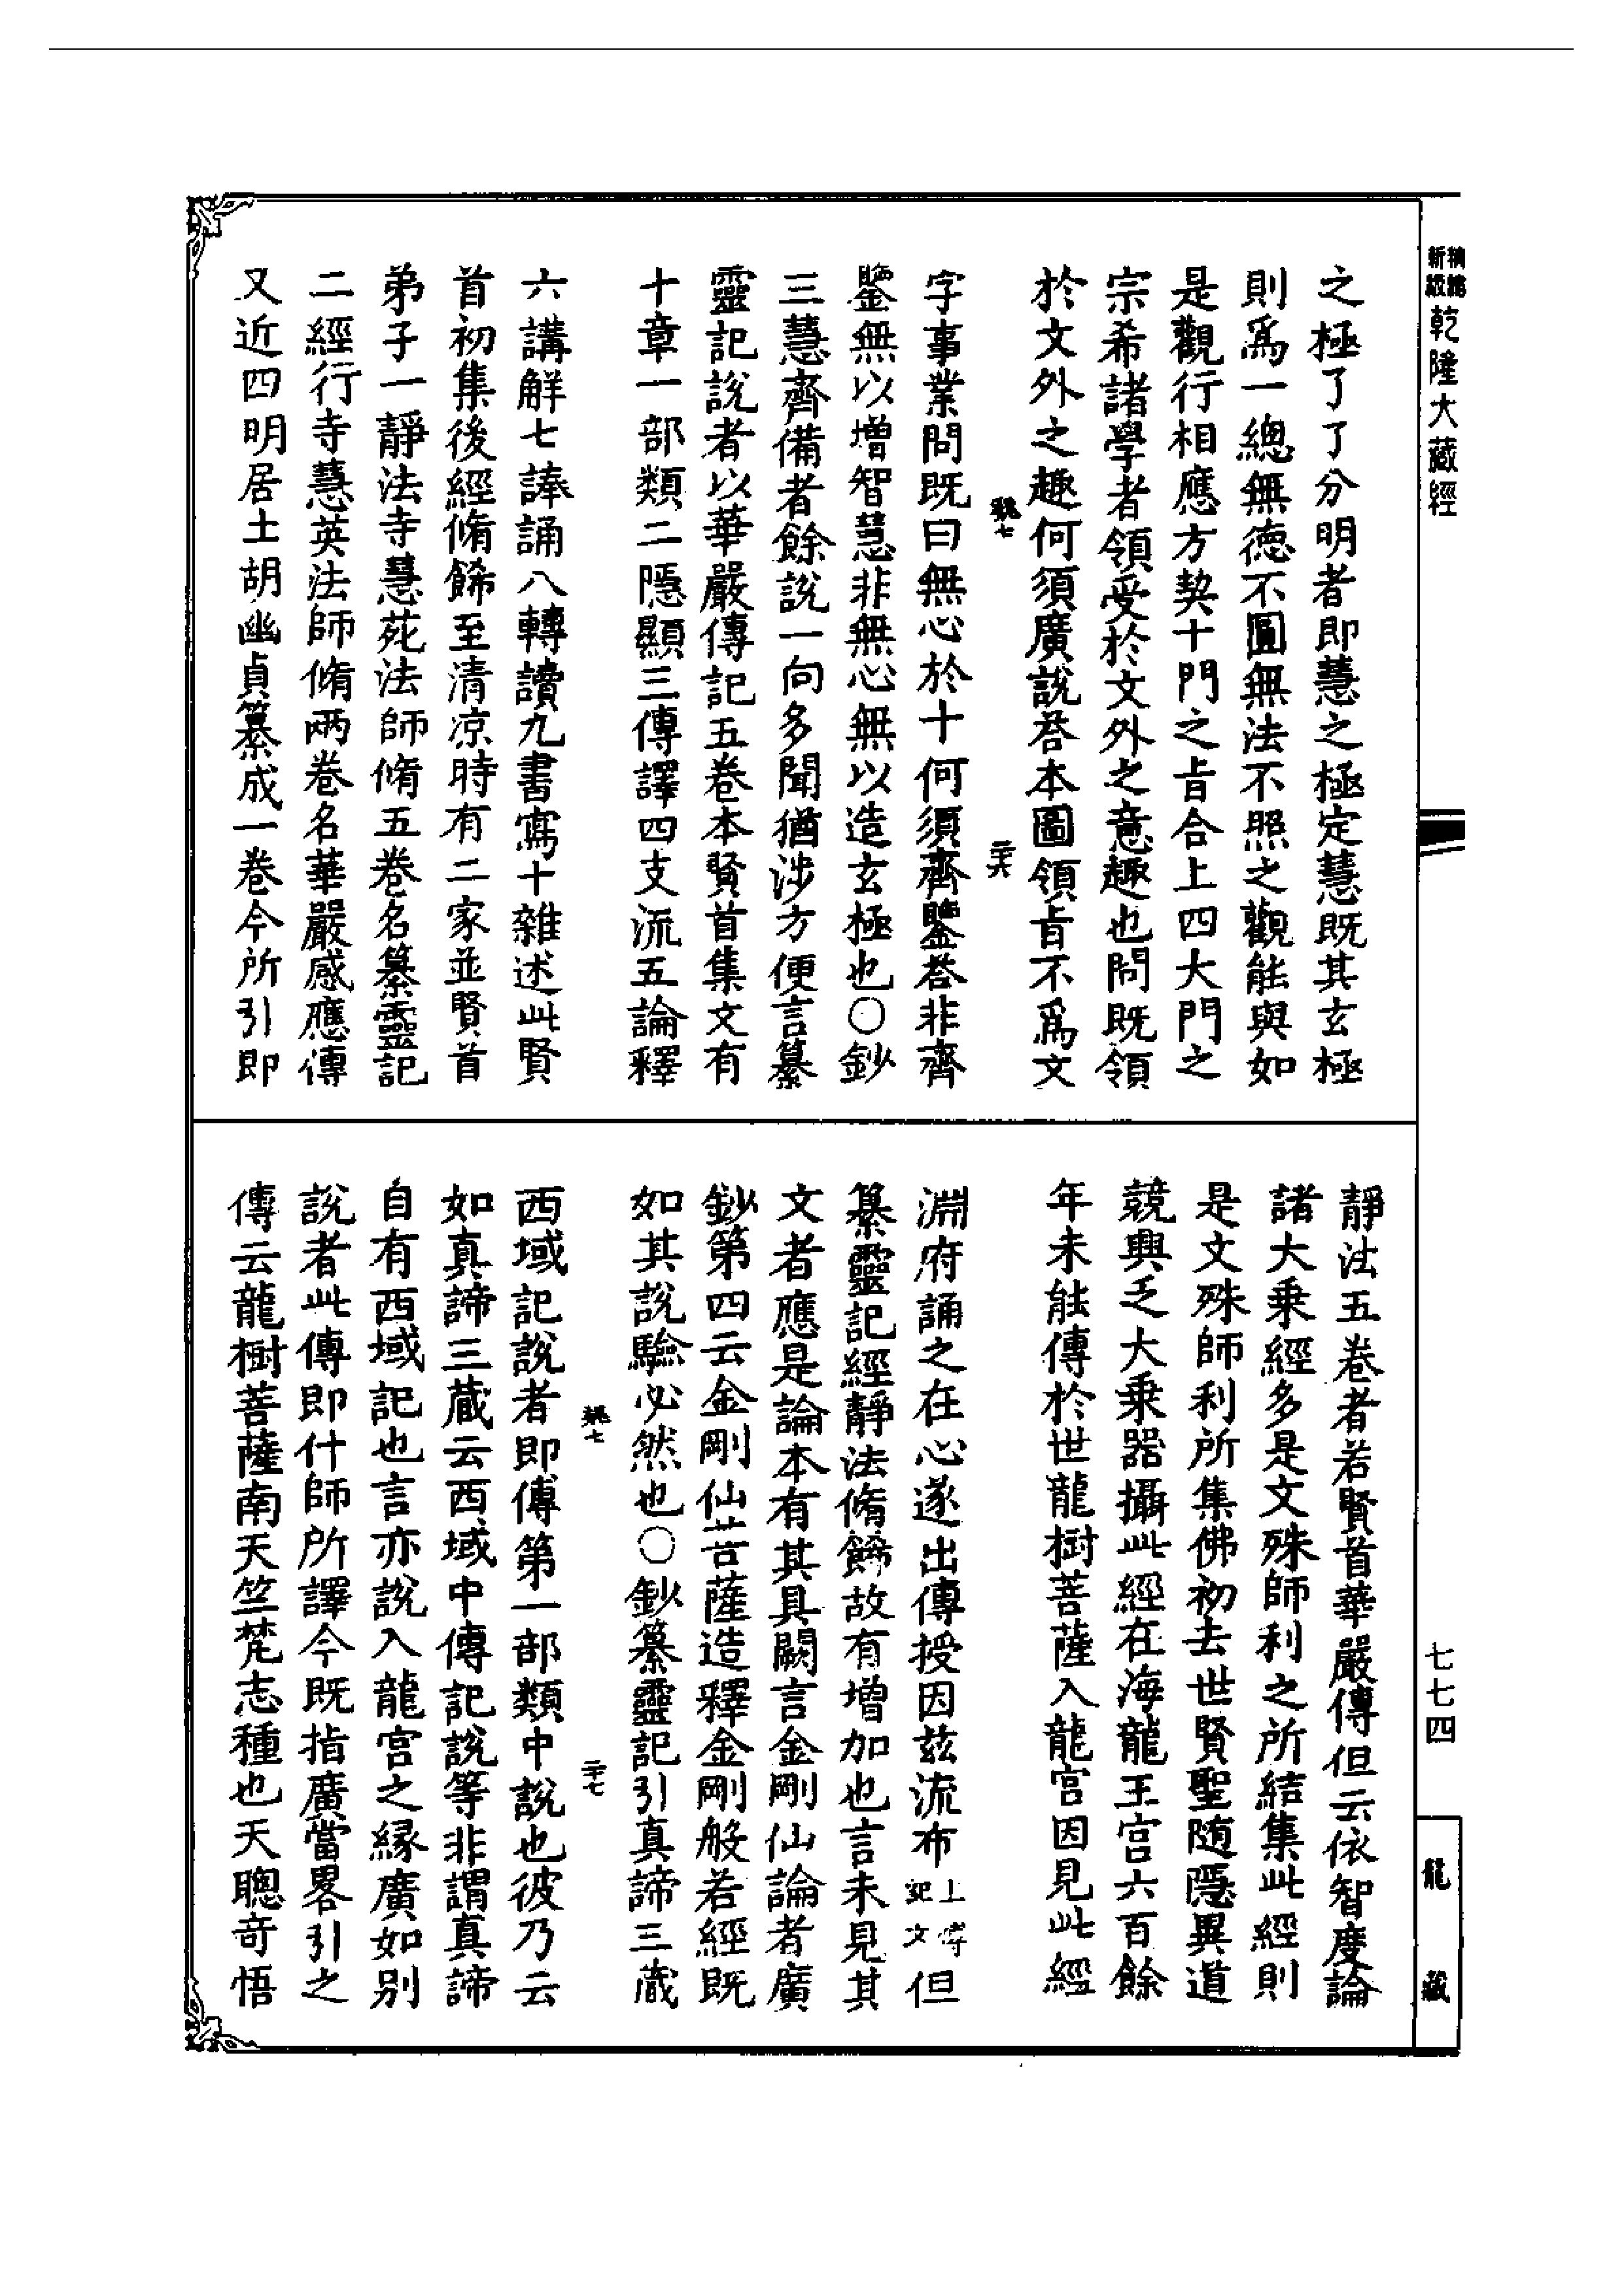 乾隆大藏經
之極了了分明者即慧之極定慧既其玄極
則爲一總無德不圓無法不照之觀能與如
是觀行相應方契十門之㫖合上四大門之
宗希諸學者領受於文外之意趣也問既領
於文外之趣何須廣說答本圖領㫖不爲文
魏七
二十六
字事業問既曰無心於十何須齊鑒答非齊
鑒無以增智慧非無心無以造玄極也○鈔
三慧齊備者餘說一向多聞猶涉方便言纂
靈記說者以華嚴傳記五卷本賢首集文有
十章一部類二隱顯三傳譯四支流五論釋
六講解七諷誦八轉讀九書寫十雜述此賢
首初集後經脩飾至清凉時有二家並賢首
弟子一靜法寺慧苑法師脩五卷名纂靈記
二經行寺慧英法師脩兩卷名華嚴感應傳
又近四明居士胡幽貞纂成一卷今所引即
靜法五卷者若賢首華嚴傳但云依智度論
諸大乘經多是文殊師利之所結集此經則
是文殊師利所集佛初去世賢聖随隱異道
競興乏大乘器攝此經在海龍王宮六百餘
年未能傳於世龍樹菩薩入龍宮因見此經
淵府誦之在心遂出傳授因茲流布上傳記文但
纂靈記經靜法脩飾故有增加也言未見其
文者應是論本有其具闕言金剛仙論者廣
鈔第四云金剛仙菩薩造釋金剛般若經既
如其說驗必然也○鈔纂靈記引真諦三蔵
魏七
二十七
西域記說者即傳第一部類中說也彼乃云
如真諦三蔵云西域中傳記說等非謂真諦
自有西域記也言亦說入龍宮之緣廣如别
說者此傳即什師所譯今既指廣當畧引之
傳云龍樹菩薩南天竺梵志種也天聰奇悟
七七四
龍藏